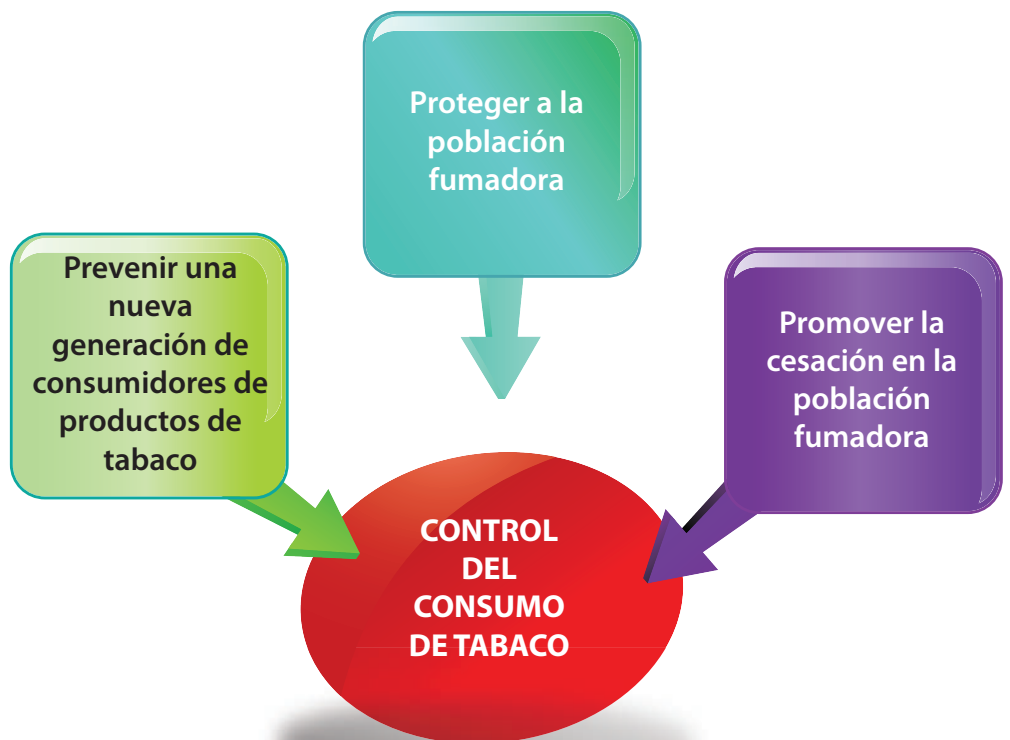 Proteger a la
población
fumadora
Prevenir una
nueva
generación de
consumidores de
productos de
tabaco
Promover la
cesación en la
población
fumadora
CONTROL
DEL
CONSUMO
DE TABACO